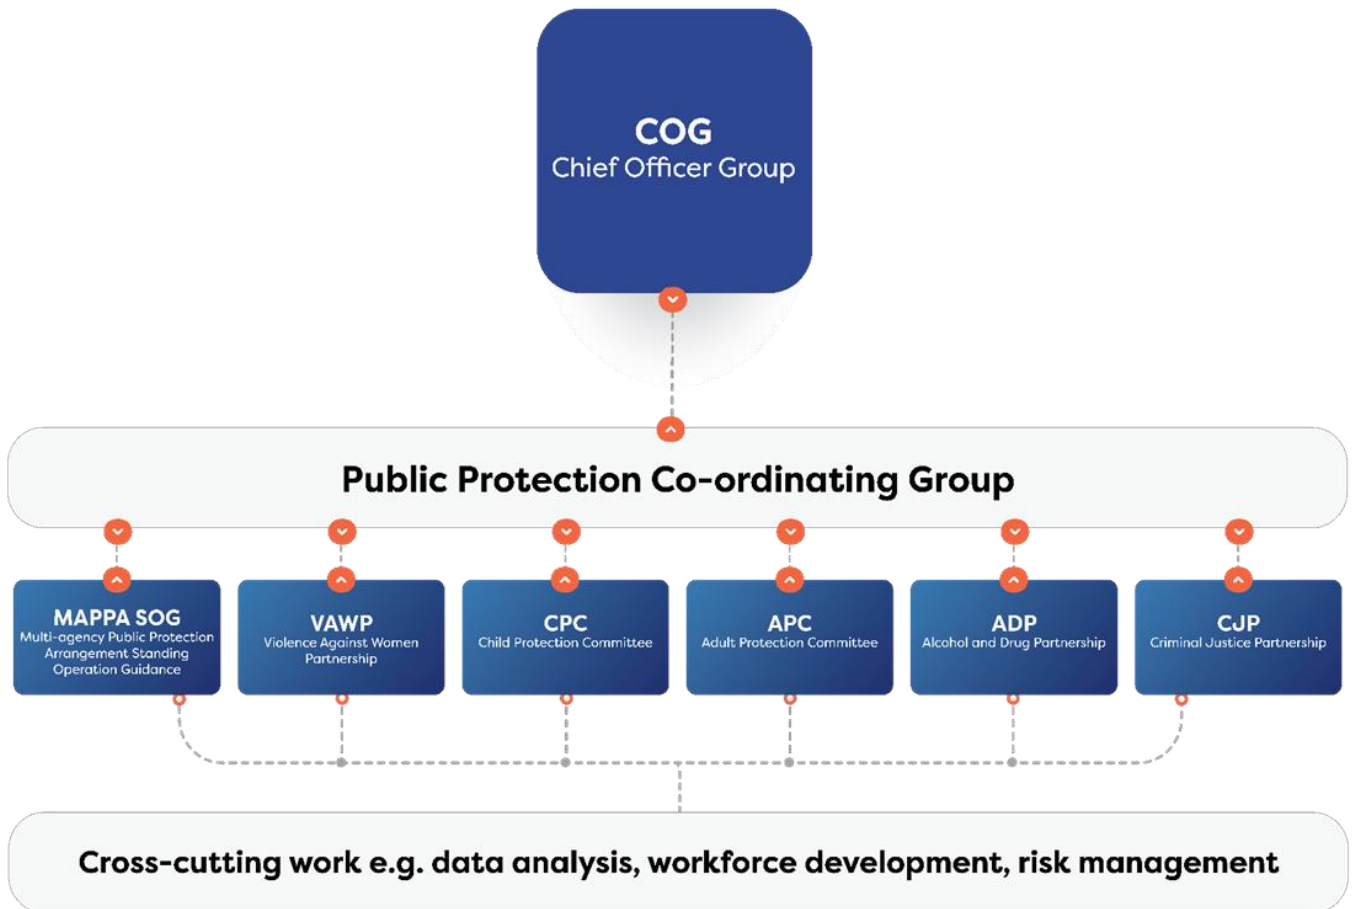 COG
Chief Officer Group
Public Protection Co-ordinating Group
MAPPA SOG
Multi-agency Public Protection
Arrangement Standing
Operation Guidance
VAWP
Violence Against Women
Partnership
CPC
Child Protection Committee
APC
Adult Protection Committee
ADP
Alcohol and Drug Partnership
CJP
Criminal Justice Partnership
Cross-cutting work e.g. data analysis, workforce development, risk management